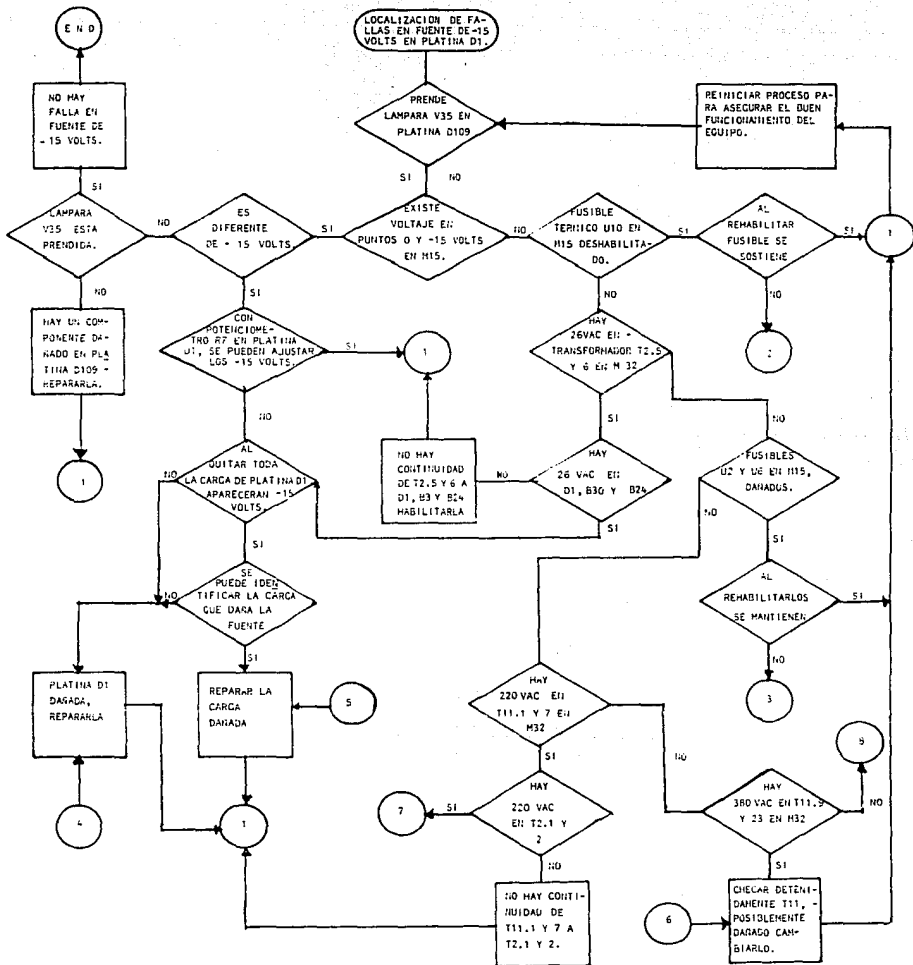 LOCALIZACION DE FA-
LLAS EN FUENTE DE-15
VOLTS EN PLATINA D1.
E N D
NO HAY
FALLA EN
FUENTE DE
-15 VOLTS.
PRENDE
LAMPARA V35 EN
PLATINA D109
REINICIAR PROCESO PA-
RA ASEGURAR EL BUEN
FUNCIONAMIENTO DEL
EQUIPO.
SI
SI
NO
LAMPARA
V35 ESTA
PRENDIDA.
NO
ES
DIFERENTE
DE - 15 VOLTS
SI
EXISTE
VOLTAJE EN
PUNTOS 0 Y -15 VOLTS
EN M15.
NO
FUSIBLE
TERMICO U10 EN
M15 DESHABILITA-
DO.
SI
AL
REHABILITAR
FUSIBLE SE
SOSTIENE
SI
1
NO
SI
NO
NO
HAY UN COM-
PONENTE DA-
ÑADO EN PLA
TINA D109 -
REPARARLA.
CON
POTENCIOME-
TRO R7 EN PLATINA
D1, SE PUEDEN AJUSTAR
LOS -15 VOLTS.
SI
1
HAY
26VAC EN -
TRANSFORMADOR T2.5
Y 6 EN M 32
2
NO
SI
NO
1
AL
QUITAR TODA
LA CARGA DE PLATINA D1
APARECERAN -15
VOLTS.
NO
NO HAY
CONTINUIDAD
DE T2.5 Y 6 A
D1, B3 Y B24
HABILITARLA
NO
HAY
26 VAC EN
D1, B30 Y B24
FUSIBLES
U2 Y U6 EN M15,
DAÑADOS.
NO
SI
SI
SI
SE
PUEDE IDEN
TIFICAR LA CARGA
QUE DAÑA LA
FUENTE
NO
AL
REHABILITARLOS
SE MANTIENEN
SI
SI
NO
PLATINA D1
DAÑADA,
REPARARLA
REPARAR LA
CARGA
DAÑADA
5
HAY
220 VAC EN
T11.1 Y 7 EN
M32
3
SI
NO
8
4
1
7
SI
HAY
220 VAC
EN T2.1 Y
2
HAY
380 VAC EN T11.9
Y 23 EN M32
NO
NO
SI
NO HAY CONTI-
NUIDAD DE
T11.1 Y 7 A
T2.1 Y 2.
6
CHECAR DETENI-
DAMENTE T11, -
POSIBLEMENTE
DAÑADO CAM-
BIARLO.